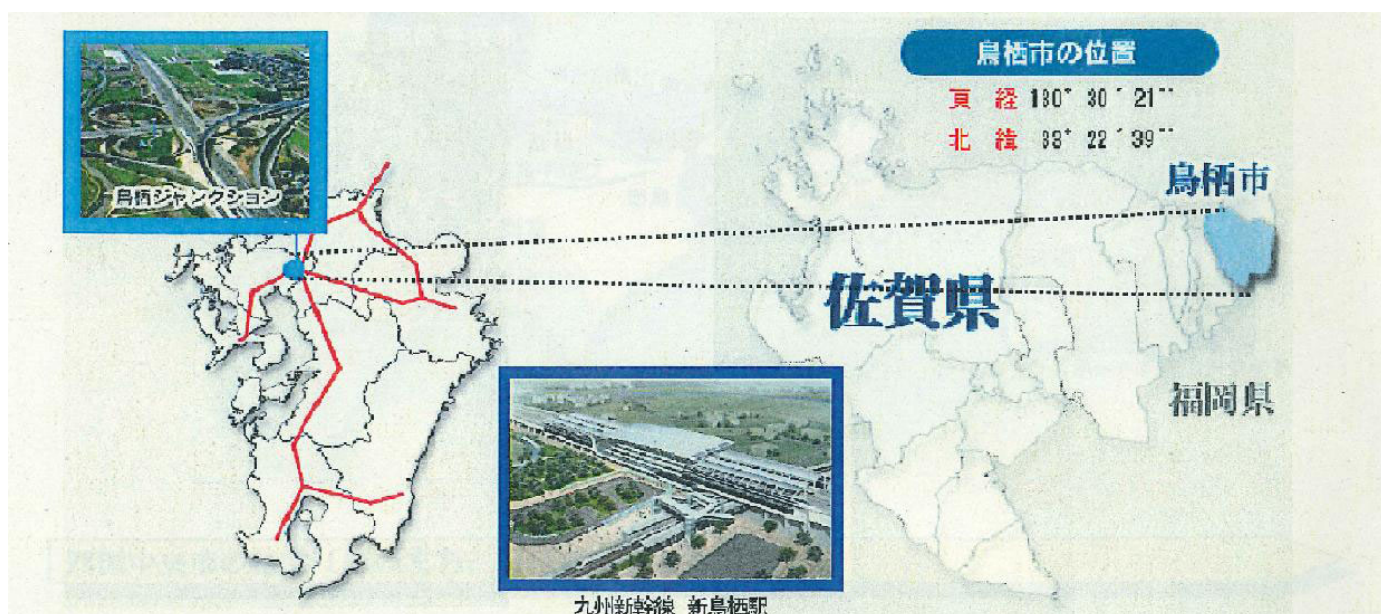 鳥栖市の位置
東 経 130° 30´ 21˝
北 緯 33° 22´ 39˝
鳥栖市
鳥栖ジャンクション
佐賀県
福岡県
九州新幹線 新鳥栖駅